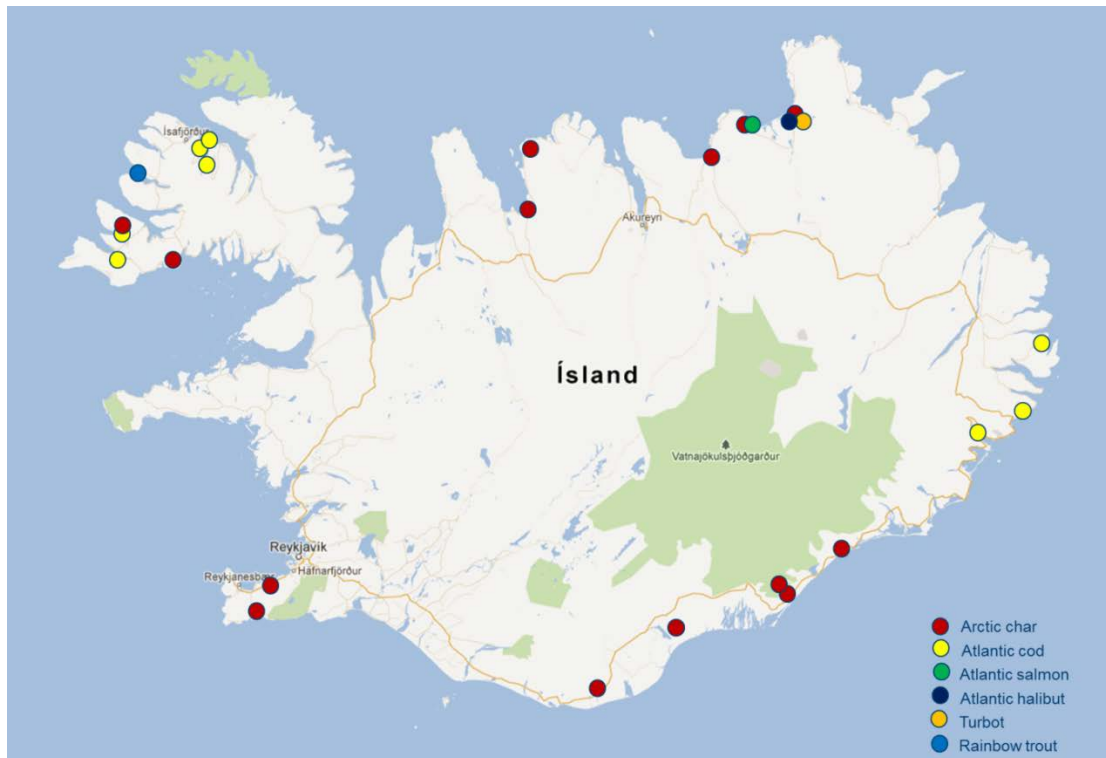 Ísafjörður
Akureyri
Ísland
Vatnajökulsþjóðgarður
Reykjavík
Reykjanesbær
Hafnarfjörður
Arctic char
Atlantic cod
Atlantic salmon
Atlantic halibut
Turbot
Rainbow trout